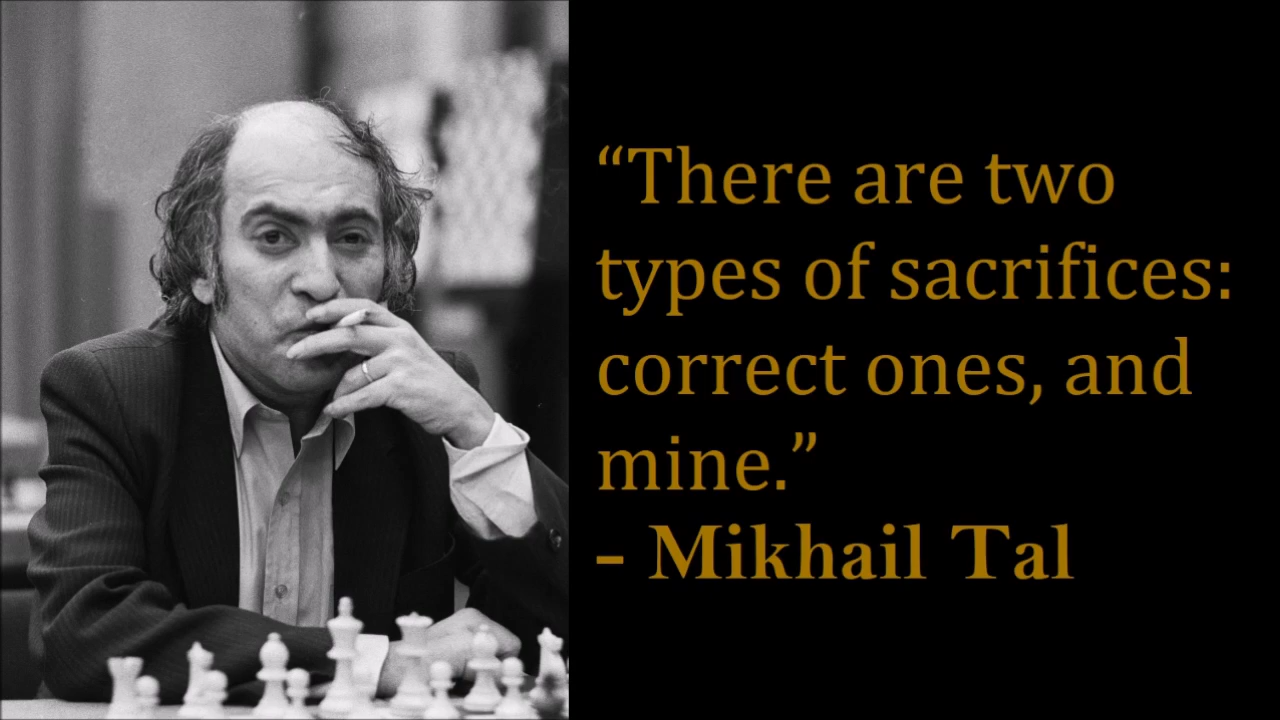 “There are two
types of sacrifices:
correct ones, and
mine.”
- Mikhail Tal